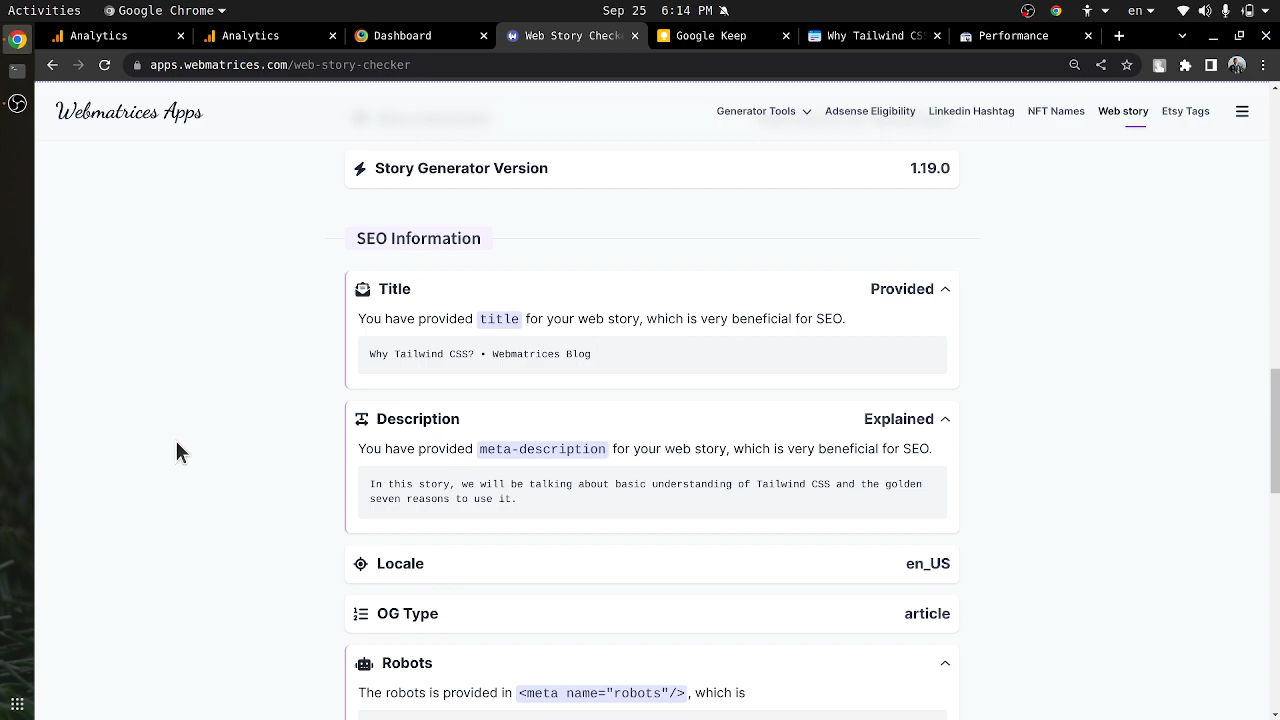 Activities
Google Chrome
Sep 25 6:14 PM
en
Analytics
Analytics
Dashboard
Web Story Checke
Google Keep
Why Tailwind CS
Performance
apps.webmatrices.com/web-story-checker
Webmatrices Apps
Generator Tools
Adsense Eligibility
Linkedin Hashtag
NFT Names
Web story
Etsy Tags
Story Generator Version 1.19.0
SEO Information
Title Provided
You have provided title for your web story, which is very beneficial for SEO.
Why Tailwind CSS? • Webmatrices Blog
Description Explained
You have provided meta-description for your web story, which is very beneficial for SEO.
In this story, we will be talking about basic understanding of Tailwind CSS and the golden
seven reasons to use it.
Locale en_US
OG Type article
Robots
The robots is provided in <meta name="robots"/>, which is